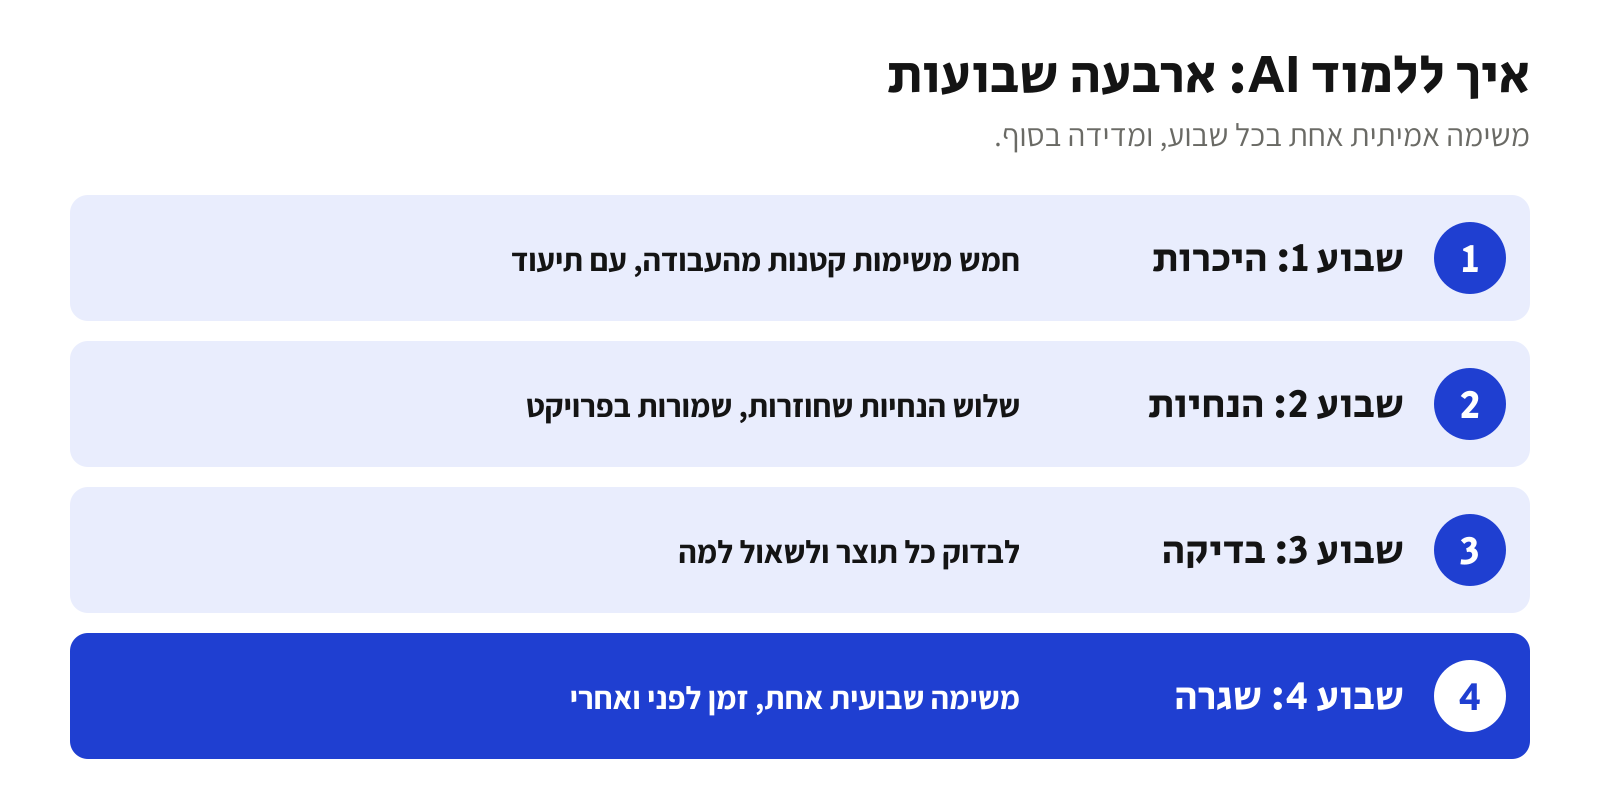 איך ללמוד AI: ארבעה שבועות
משימה אמיתית אחת בכל שבוע, ומדידה בסוף.
1 שבוע 1: היכרות חמש משימות קטנות מהעבודה, עם תיעוד
2 שבוע 2: הנחיות שלוש הנחיות שחוזרות, שמורות בפרויקט
3 שבוע 3: בדיקה לבדוק כל תוצר ולשאול למה
4 שבוע 4: שגרה משימה שבועית אחת, זמן לפני ואחרי